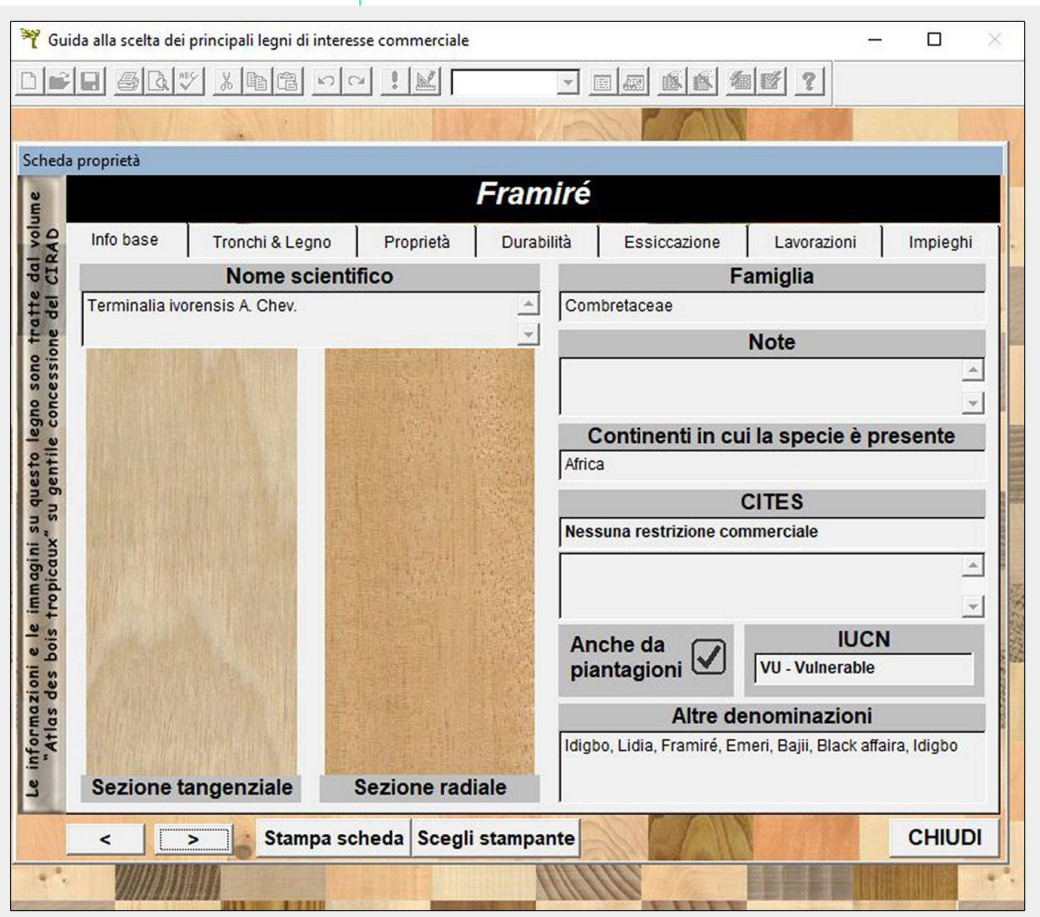 Guida alla scelta dei principali legni di interesse commerciale
ABC
Scheda proprietà
Framiré
Info base
Tronchi & Legno
Proprietà
Durabilità
Essiccazione
Lavorazioni
Impieghi
Le informazioni e le immagini su questo legno sono tratte dal volume
"Atlas des bois tropicaux" su gentile concessione del CIRAD
Nome scientifico
Terminalia ivorensis A. Chev.
Sezione tangenziale
Sezione radiale
Famiglia
Combretaceae
Note
Continenti in cui la specie è presente
Africa
CITES
Nessuna restrizione commerciale
Anche da
piantagioni
IUCN
VU - Vulnerable
Altre denominazioni
Idigbo, Lidia, Framiré, Emeri, Bajii, Black affaira, Idigbo
<
>
Stampa scheda
Scegli stampante
CHIUDI